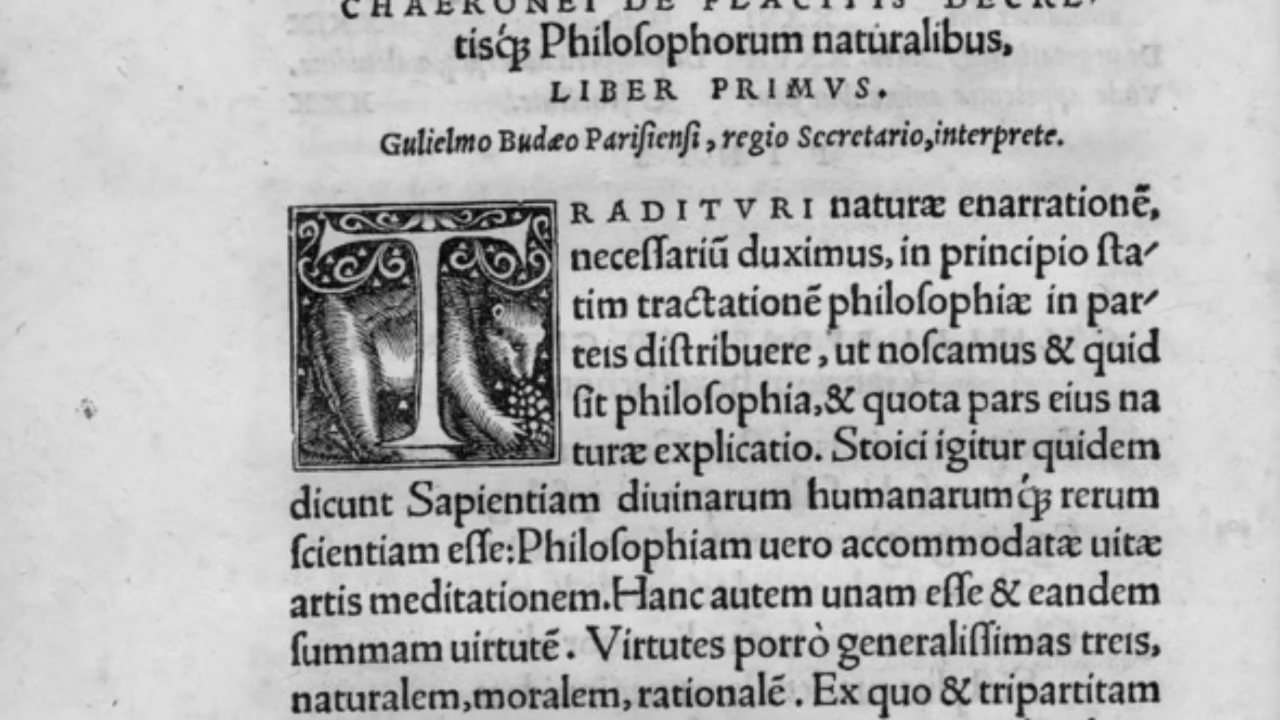 CHAERONEI DE PLACITIS DECRE-
tisq́ꝫ Philoſophorum naturalibus,
LIBER PRIMVS.
Gulielmo Budæo Pariſienſi, regio Secretario, interprete.
TRADITVRI naturæ enarrationẽ,
neceſſariũ duximus, in principio ſta-
tim tractationẽ philoſophiæ in par-
teis diſtribuere, ut noſcamus & quid
ſit philoſophia, & quota pars eius na
turæ explicatio. Stoici igitur quidem
dicunt Sapientiam diuinarum humanarumq́ꝫ rerum
ſcientiam eſſe: Philoſophiam uero accommodatæ uitæ
artis meditationem. Hanc autem unam eſſe & eandem
ſummam uirtutẽ. Virtutes porrò generaliſſimas treis,
naturalem, moralem, rationalẽ. Ex quo & tripartitam